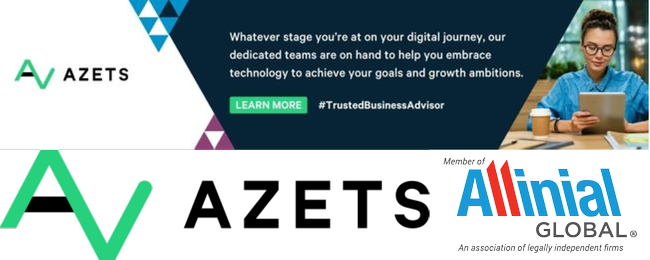 AZETS
Whatever stage you're at on your digital journey, our
dedicated teams are on hand to help you embrace
technology to achieve your goals and growth ambitions.
LEARN MORE #TrustedBusinessAdvisor
AZETS
Member of
Allinial
GLOBAL®
An association of legally independent firms